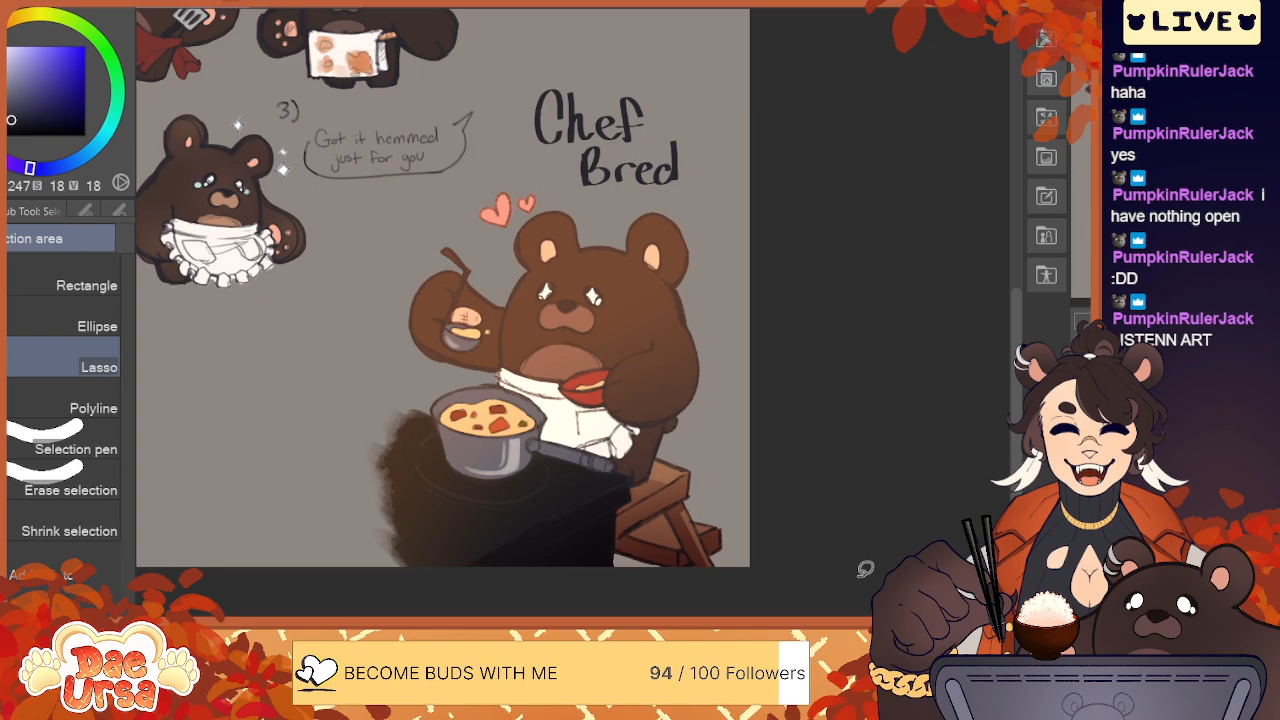 LIVE
PumpkinRulerJack
haha
PumpkinRulerJack
yes
PumpkinRulerJack i
have nothing open
PumpkinRulerJack
:DD
PumpkinRulerJack
ISTENN ART
3)
Got it hemmed
just for you
Chef
Bred
247 S 18 V 18
ub Tool: Sele
ction area
Rectangle
Ellipse
Lasso
Polyline
Selection pen
Erase selection
Shrink selection
Dae
Ursa
BECOME BUDS WITH ME
94 / 100 Followers